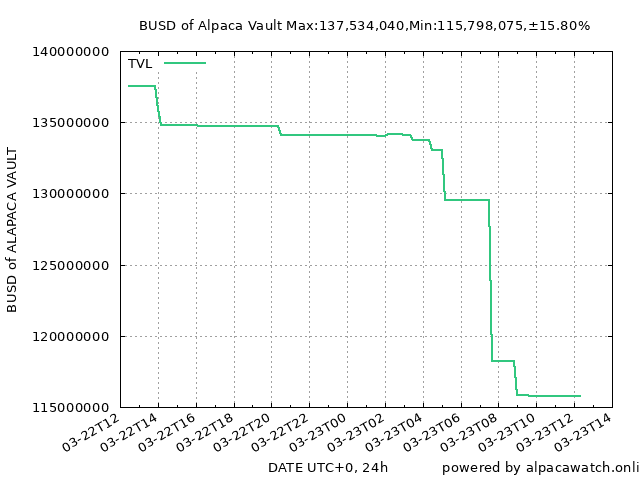 BUSD of Alpaca Vault Max:137,534,040,Min:115,798,075,±15.80%
TVL
140000000
135000000
130000000
125000000
120000000
115000000
BUSD of ALAPACA VAULT
03-22T12
03-22T14
03-22T16
03-22T18
03-22T20
03-22T22
03-23T00
03-23T02
03-23T04
03-23T06
03-23T08
03-23T10
03-23T12
03-23T14
DATE UTC+0, 24h
powered by alpacawatch.onli